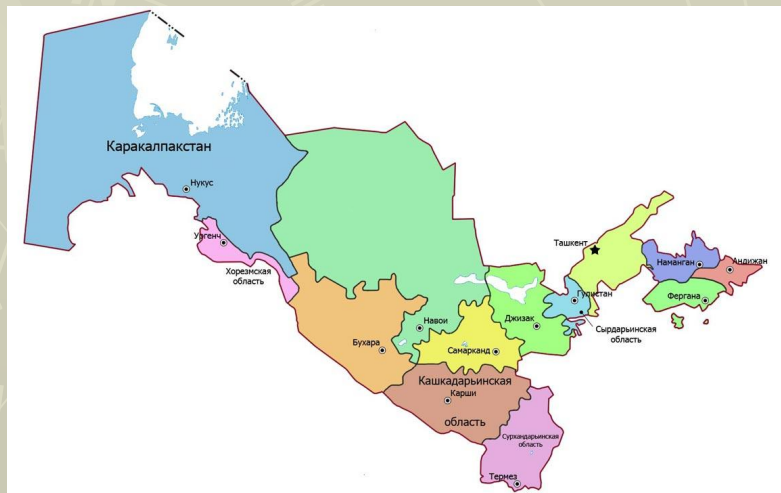 Каракалпакстан
Нукус
Ургенч
Хорезмская
область
Ташкент
Наманган
Андижан
Гулистан
Фергана
Навои
Джизак
Сырдарьинская
область
Бухара
Самарканд
Кашкадарьинская
Карши
область
Сурхандарьинская
область
Термез